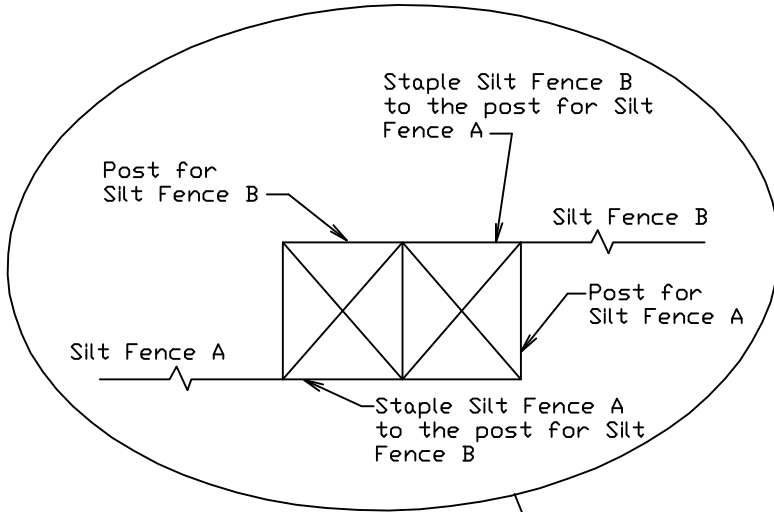 Staple Silt Fence B
to the post for Silt
Fence A
Post for
Silt Fence B
Silt Fence B
Post for
Silt Fence A
Silt Fence A
Staple Silt Fence A
to the post for Silt
Fence B